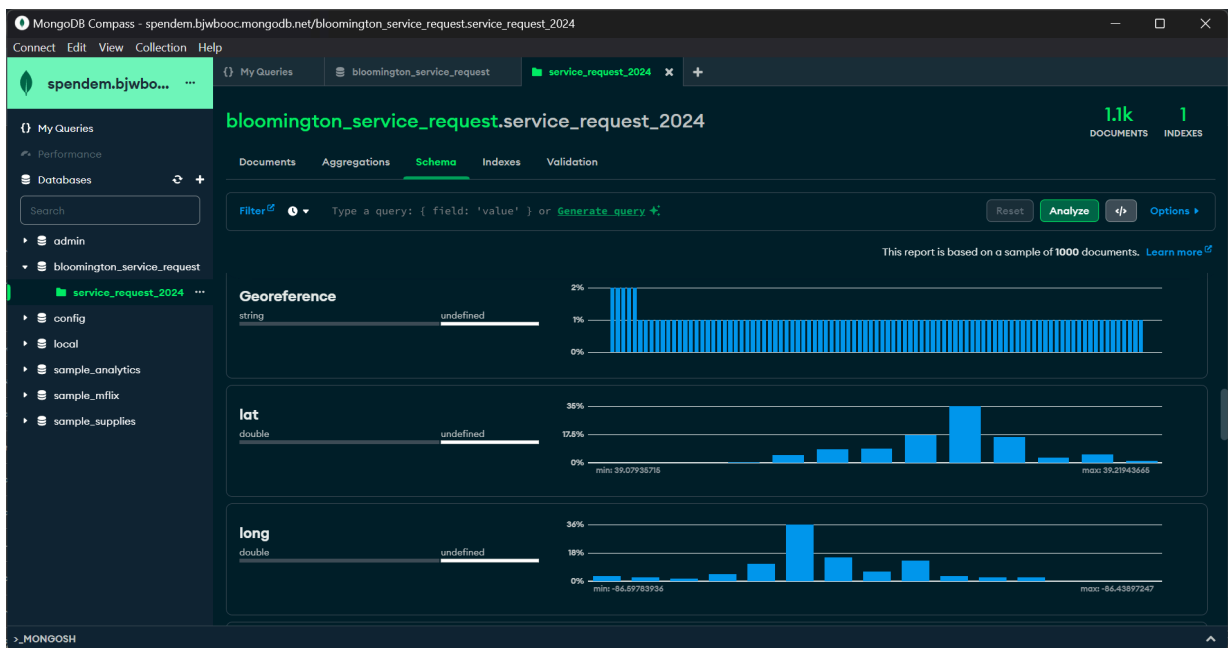 MongoDB Compass - spendem.bjwbooc.mongodb.net/bloomington_service_request.service_request_2024
Connect Edit View Collection Help
spendem.bjwbo... ...
{} My Queries bloomington_service_request service_request_2024
{} My Queries
Performance
Databases
Search
admin
bloomington_service_request
service_request_2024 ...
config
local
sample_analytics
sample_mflix
sample_supplies
bloomington_service_request.service_request_2024
1.1k 1
DOCUMENTS INDEXES
Documents Aggregations Schema Indexes Validation
Filter Type a query: { field: 'value' } or Generate query Reset Analyze </> Options
This report is based on a sample of 1000 documents. Learn more
Georeference
string undefined
2%
1%
0%
lat
double undefined
35%
17.5%
0%
min: 39.07935715 max: 39.21943665
long
double undefined
36%
18%
0%
min: -86.59783936 max: -86.43897247
>_MONGOSH